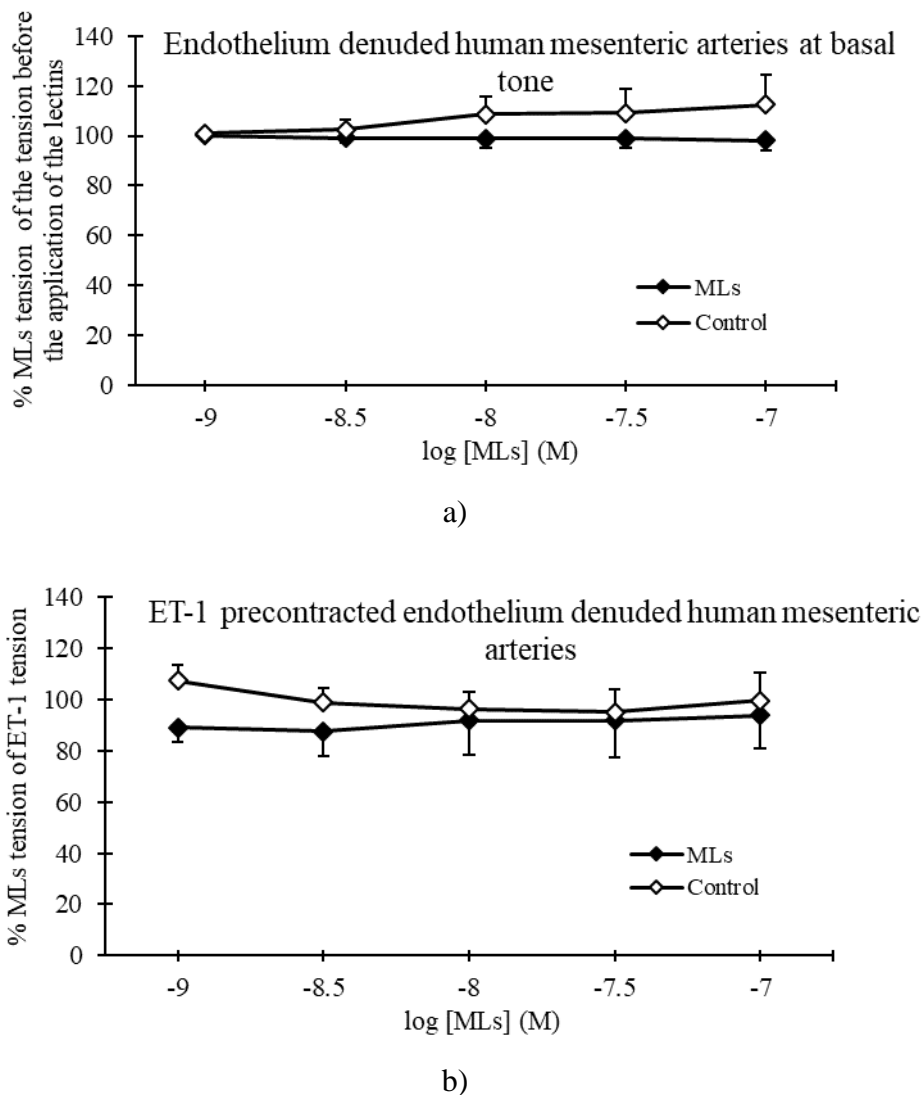 140
120
100
80
60
40
20
0
% MLs tension of the tension before
the application of the lectins
Endothelium denuded human mesenteric arteries at basal
tone
MLs
Control
-9 -8.5 -8 -7.5 -7
log [MLs] (M)
a)
140
120
100
80
60
40
20
0
% MLs tension of ET-1 tension
ET-1 precontracted endothelium denuded human mesenteric
arteries
MLs
Control
-9 -8.5 -8 -7.5 -7
log [MLs] (M)
b)